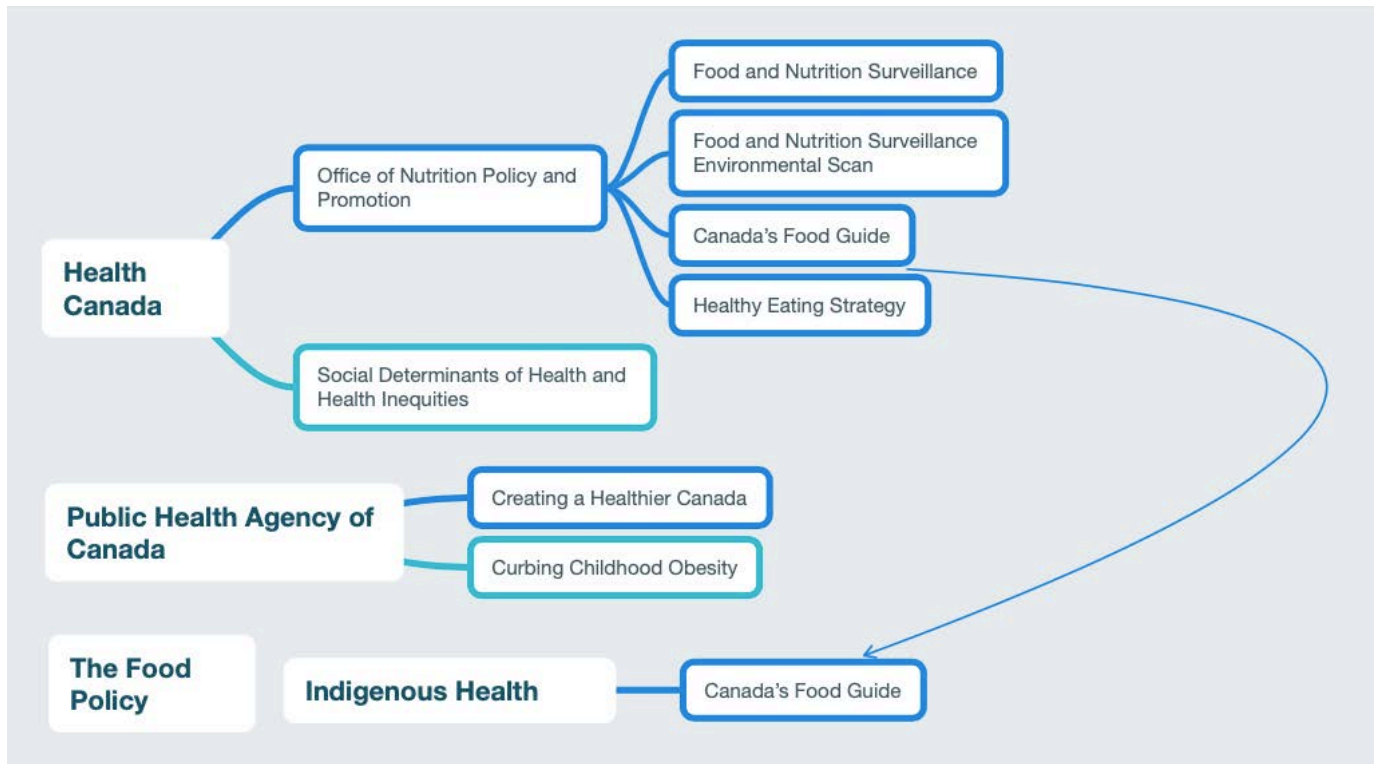 Food and Nutrition Surveillance
Food and Nutrition Surveillance
Environmental Scan
Office of Nutrition Policy and
Promotion
Canada’s Food Guide
Health
Canada
Healthy Eating Strategy
Social Determinants of Health and
Health Inequities
Public Health Agency of
Canada
Creating a Healthier Canada
Curbing Childhood Obesity
The Food
Policy
Indigenous Health
Canada’s Food Guide